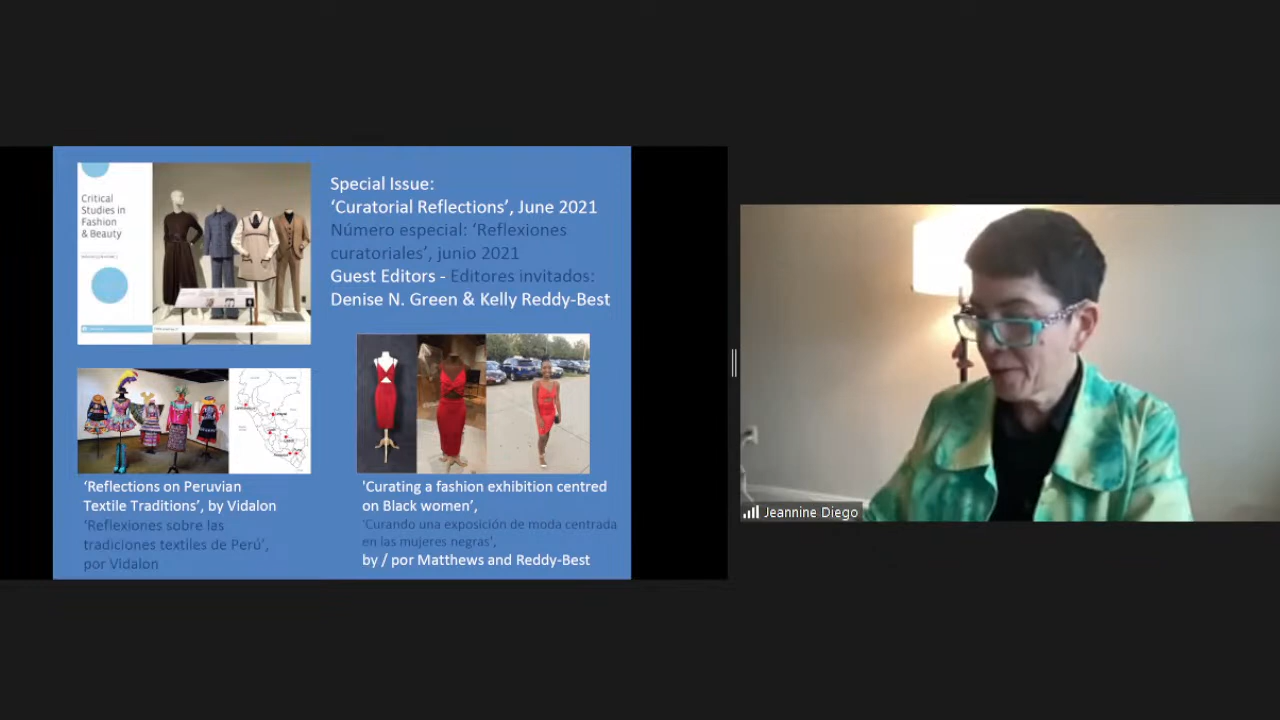 Critical
Studies in
Fashion
& Beauty
Special Issue:
‘Curatorial Reflections’, June 2021
Número especial: ‘Reflexiones
curatoriales’, junio 2021
Guest Editors - Editores invitados:
Denise N. Green & Kelly Reddy-Best
‘Reflections on Peruvian
Textile Traditions’, by Vidalon
‘Reflexiones sobre las
tradiciones textiles de Perú’,
por Vidalon
'Curating a fashion exhibition centred
on Black women’,
‘Curando una exposición de moda centrada
en las mujeres negras’,
by / por Matthews and Reddy-Best
Jeannine Diego